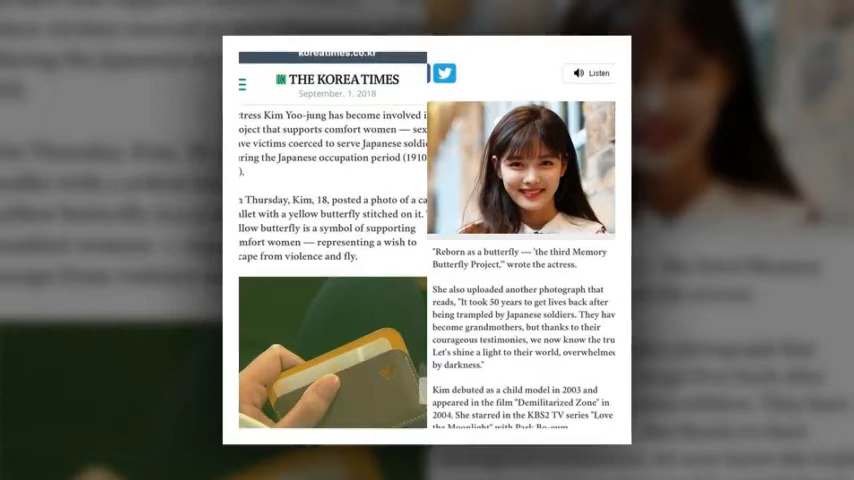 koreatimes.co.kr
THE KOREA TIMES
September. 1. 2018
tress Kim Yoo-jung has become involved i
oject that supports comfort women — sex
ve victims coerced to serve Japanese soldie
ring the Japanese occupation period (1910
).
n Thursday, Kim, 18, posted a photo of a ca
allet with a yellow butterfly stitched on it.
llow butterfly is a symbol of supporting
mfort women — representing a wish to
cape from violence and fly.
Listen
"Reborn as a butterfly — 'the third Memory
Butterfly Project,'" wrote the actress.
She also uploaded another photograph that
reads, "It took 50 years to get lives back after
being trampled by Japanese soldiers. They hav
become grandmothers, but thanks to their
courageous testimonies, we now know the tru
Let's shine a light to their world, overwhelmed
by darkness."
Kim debuted as a child model in 2003 and
appeared in the film "Demilitarized Zone" in
2004. She starred in the KBS2 TV series "Love
the Moonlight" with Park Bo-gum